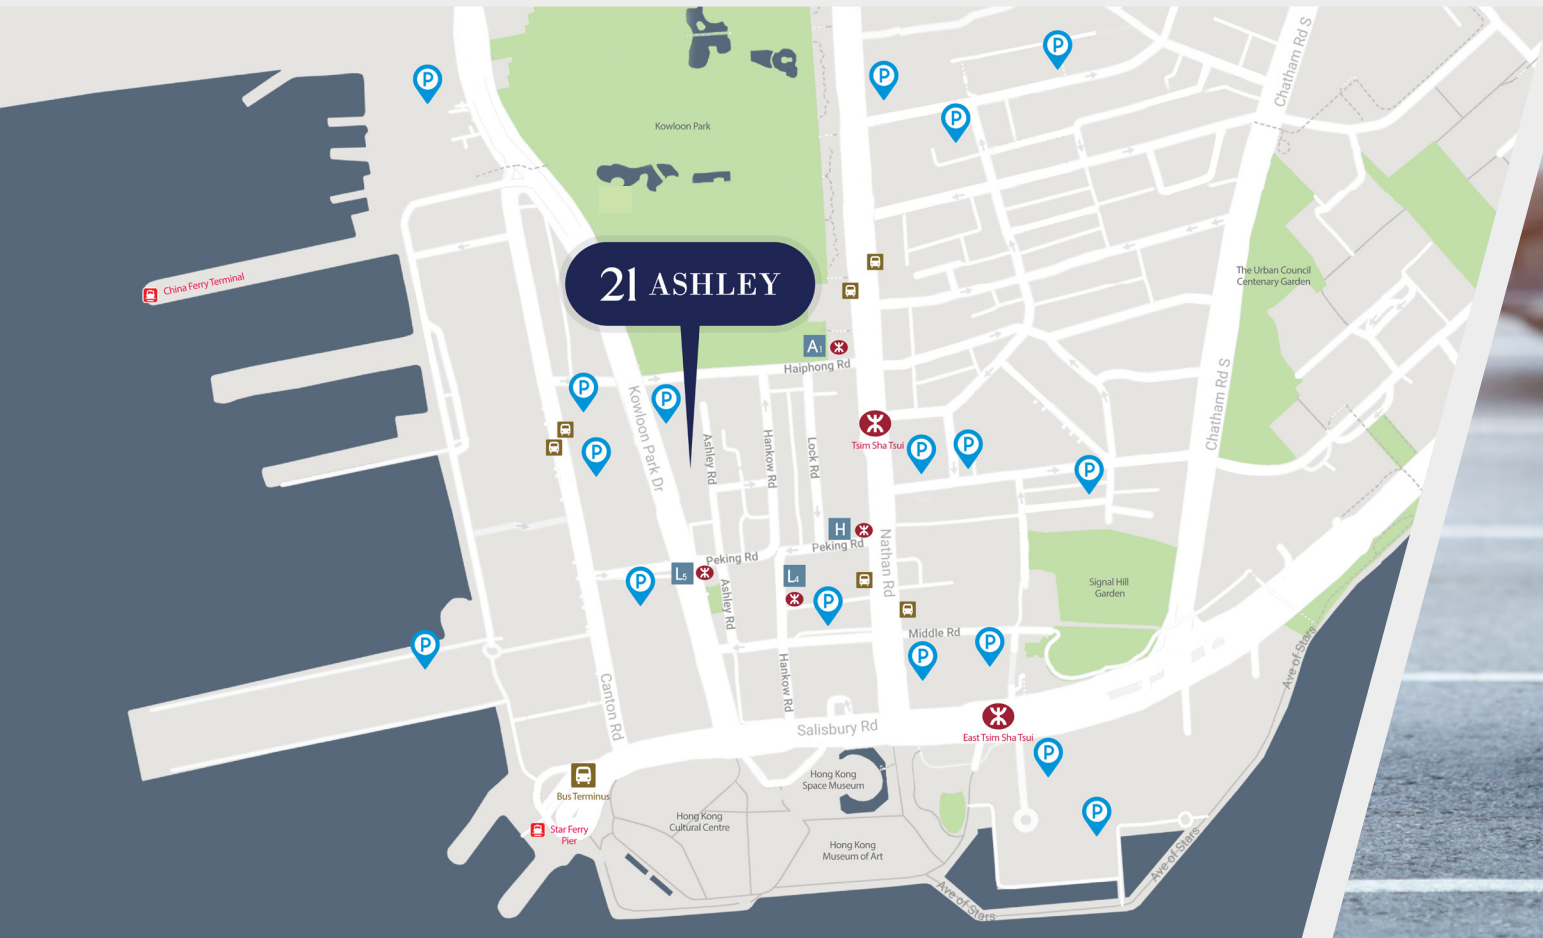 Chatham Rd S
P
P
P
P
Kowloon Park
The Urban Council
Centenary Garden
China Ferry Terminal
21 ASHLEY
A1
Haiphong Rd
Chatham Rd S
P
P
Kowloon Park Dr
Ashley Rd
Hankow Rd
Lock Rd
Tsim Sha Tsui
P
P
P
P
H
Peking Rd
Peking Rd
L5
L4
Nathan Rd
Signal Hill
Garden
P
P
Ashley Rd
Middle Rd
P
P
P
Ave of Stars
Hankow Rd
Canton Rd
Salisbury Rd
East Tsim Sha Tsui
P
Bus Terminus
Hong Kong
Space Museum
Star Ferry
Pier
Hong Kong
Cultural Centre
P
Hong Kong
Museum of Art
Ave of Stars
Ave of Stars